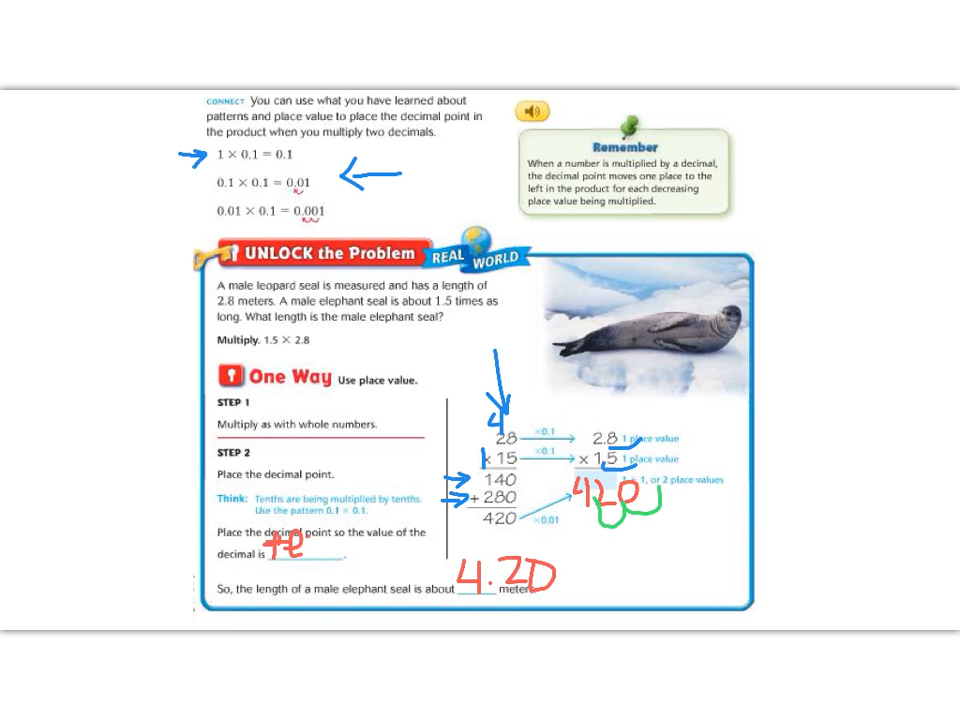 CONNECT You can use what you have learned about
patterns and place value to place the decimal point in
the product when you multiply two decimals.
1 × 0.1 = 0.1
0.1 × 0.1 = 0.01
0.01 × 0.1 = 0.001
Remember
When a number is multiplied by a decimal,
the decimal point moves one place to the
left in the product for each decreasing
place value being multiplied.
UNLOCK the Problem REAL WORLD
A male leopard seal is measured and has a length of
2.8 meters. A male elephant seal is about 1.5 times as
long. What length is the male elephant seal?
Multiply. 1.5 × 2.8
One Way Use place value.
STEP 1
Multiply as with whole numbers.
STEP 2
Place the decimal point.
Think: Tenths are being multiplied by tenths.
Use the pattern 0.1 × 0.1.
Place the decimal point so the value of the
decimal is
4
28 ×0.1 2.8 1 place value
1
× 15 ×0.1 × 1.5 1 place value
140 420 1 + 1, or 2 place values
+ 280
420 ×0.01
So, the length of a male elephant seal is about 4.20 meters